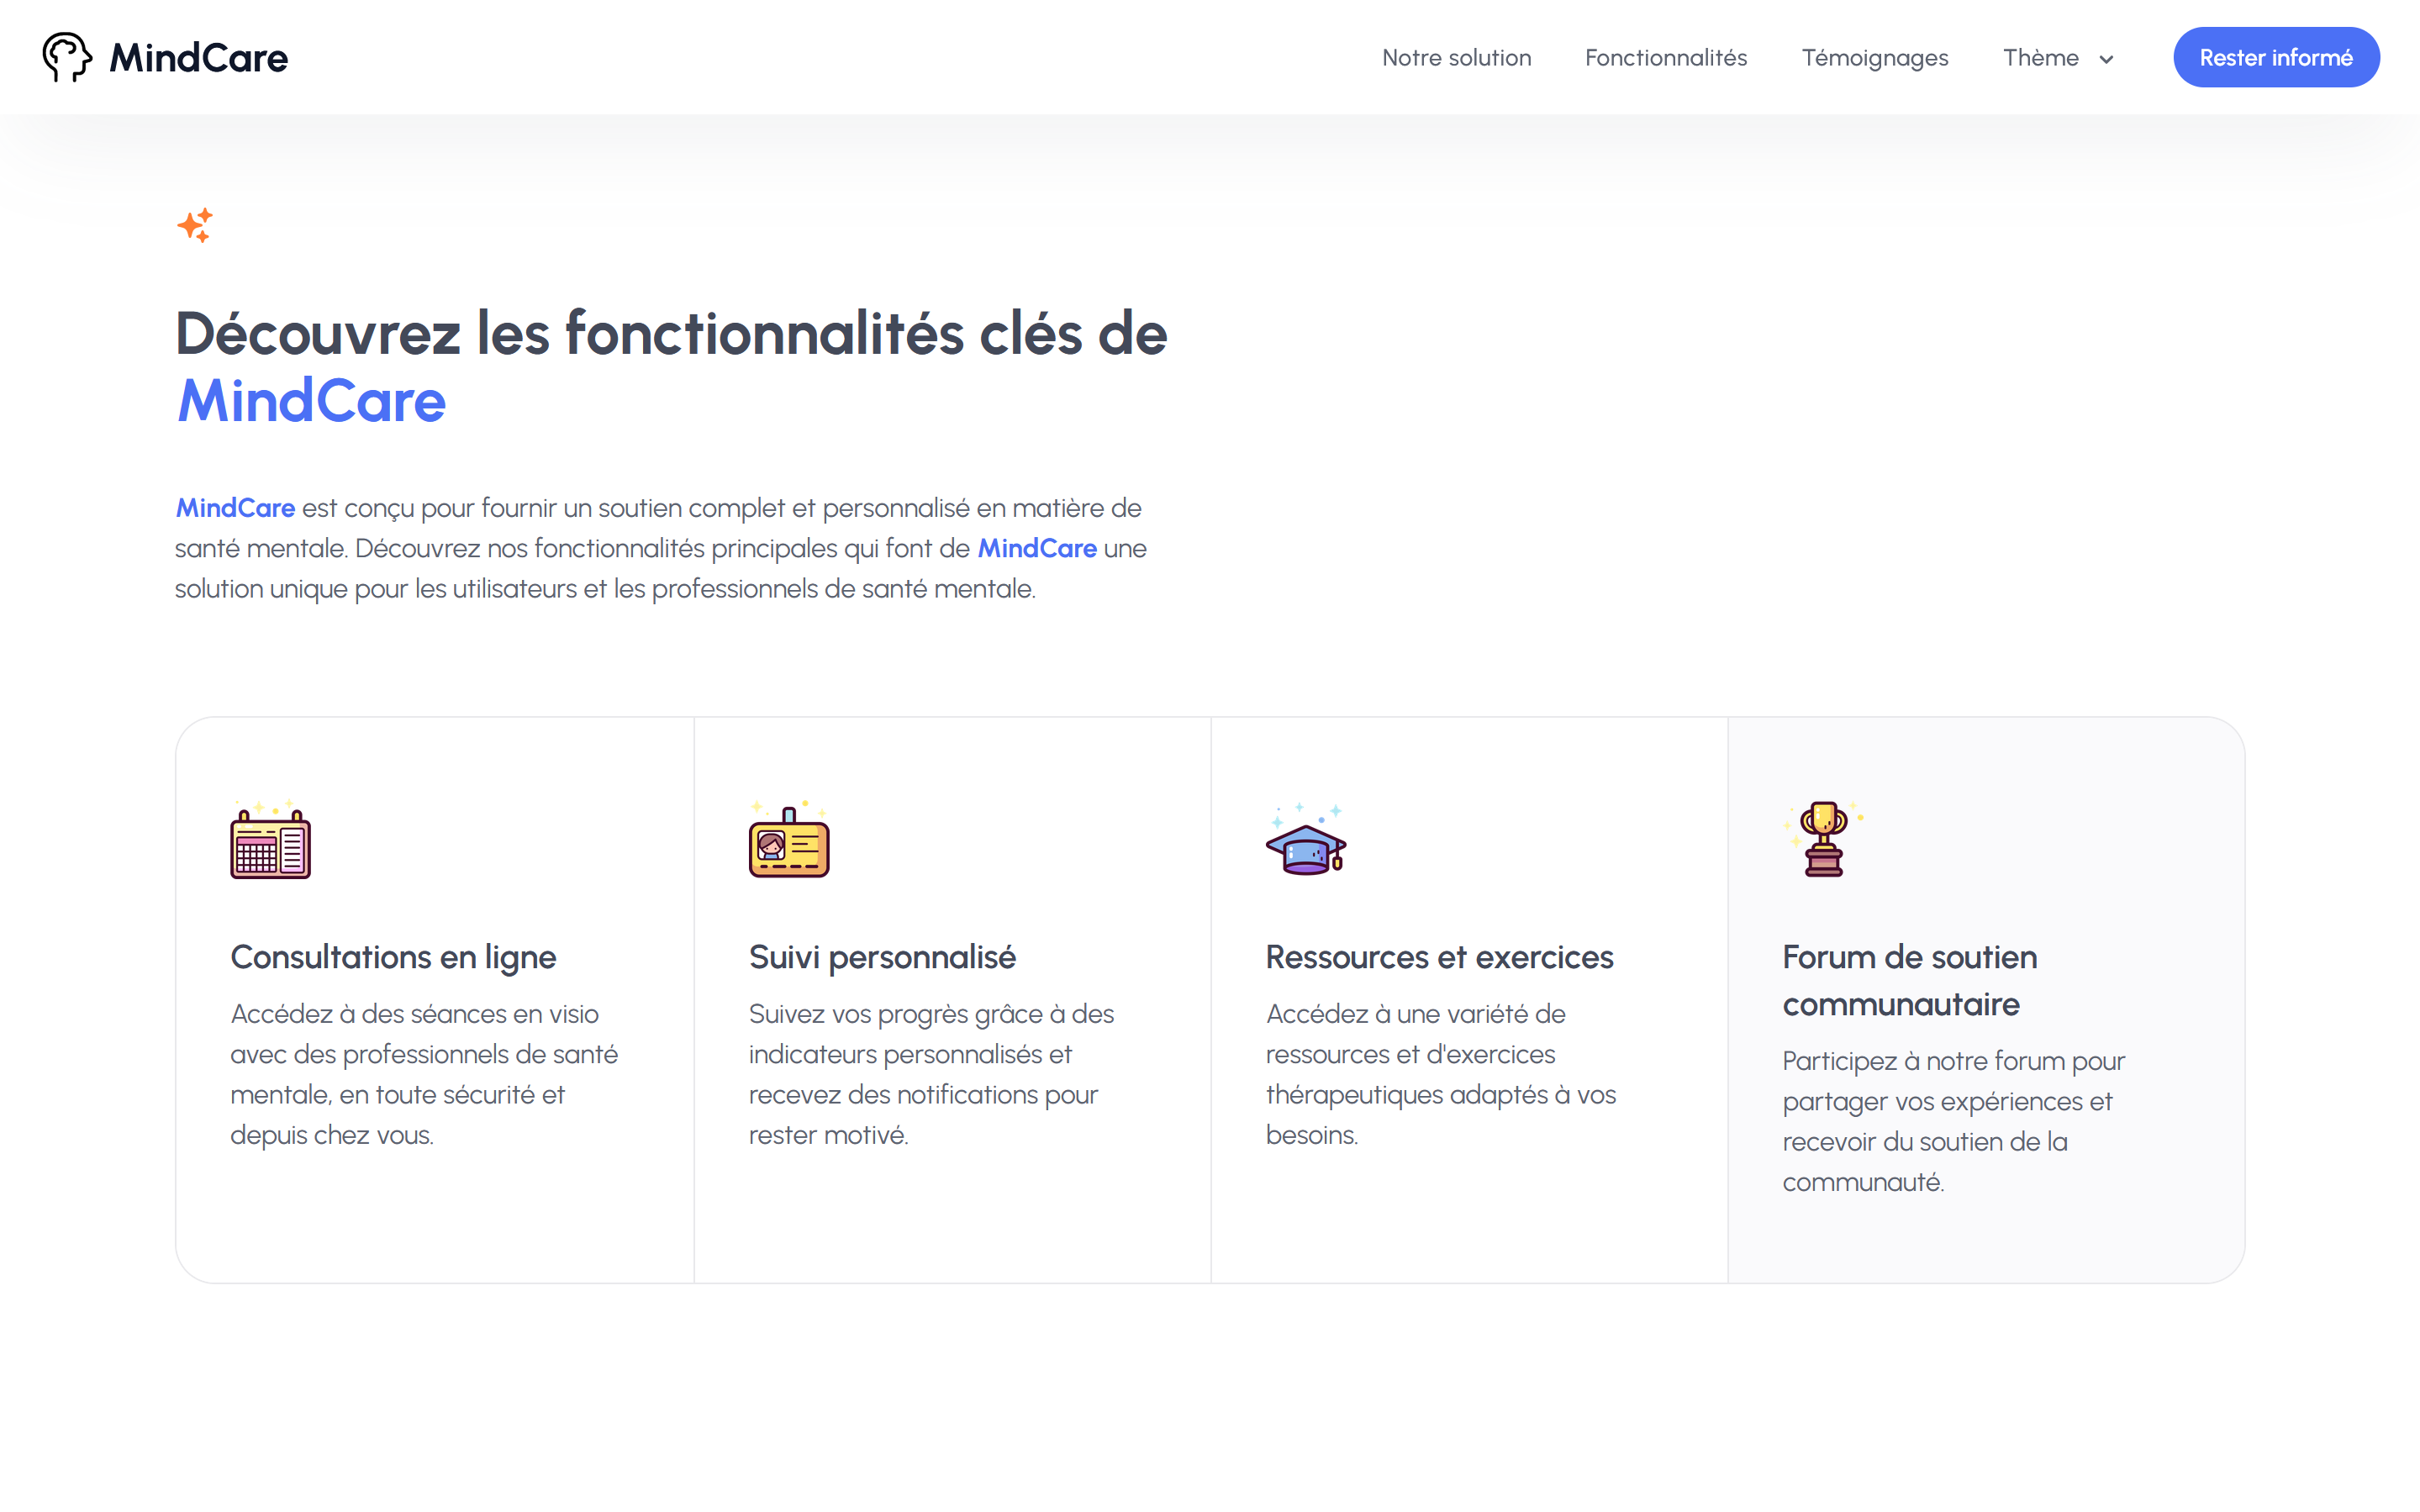 MindCare
Notre solution
Fonctionnalités
Témoignages
Thème
Rester informé
Découvrez les fonctionnalités clés de
MindCare
MindCare est conçu pour fournir un soutien complet et personnalisé en matière de
santé mentale. Découvrez nos fonctionnalités principales qui font de MindCare une
solution unique pour les utilisateurs et les professionnels de santé mentale.
Consultations en ligne
Accédez à des séances en visio
avec des professionnels de santé
mentale, en toute sécurité et
depuis chez vous.
Suivi personnalisé
Suivez vos progrès grâce à des
indicateurs personnalisés et
recevez des notifications pour
rester motivé.
Ressources et exercices
Accédez à une variété de
ressources et d'exercices
thérapeutiques adaptés à vos
besoins.
Forum de soutien
communautaire
Participez à notre forum pour
partager vos expériences et
recevoir du soutien de la
communauté.